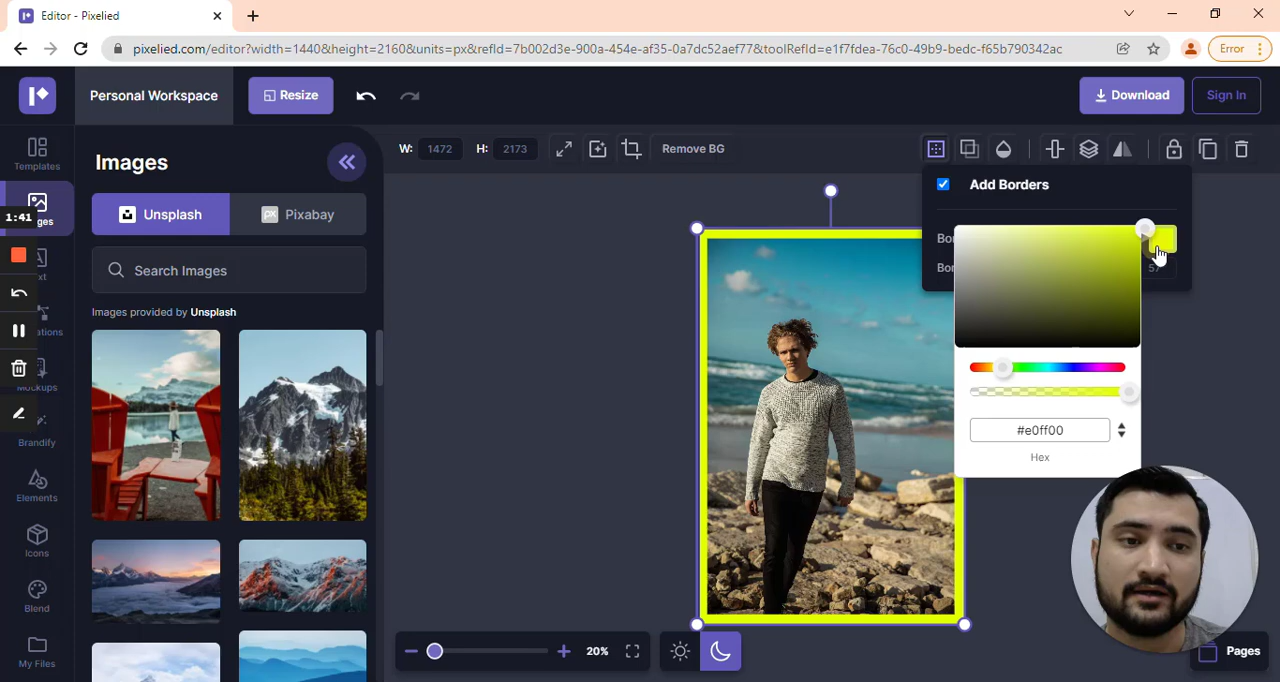 Editor - Pixelied
pixelied.com/editor?width=1440&height=2160&units=px&refId=7b002d3e-900a-454e-af35-0a7dc52aef77&toolRefId=e1f7fdea-76c0-49b9-bedc-f65b790342ac
Error
Personal Workspace
Resize
Download
Sign In
W: 1472 H: 2173
Remove BG
Templates
Images
Unsplash
Pixabay
Search Images
Images provided by Unsplash
1:41
Mockups
Brandify
Elements
Icons
Blend
My Files
Add Borders
57
#e0ff00
Hex
20%
Pages